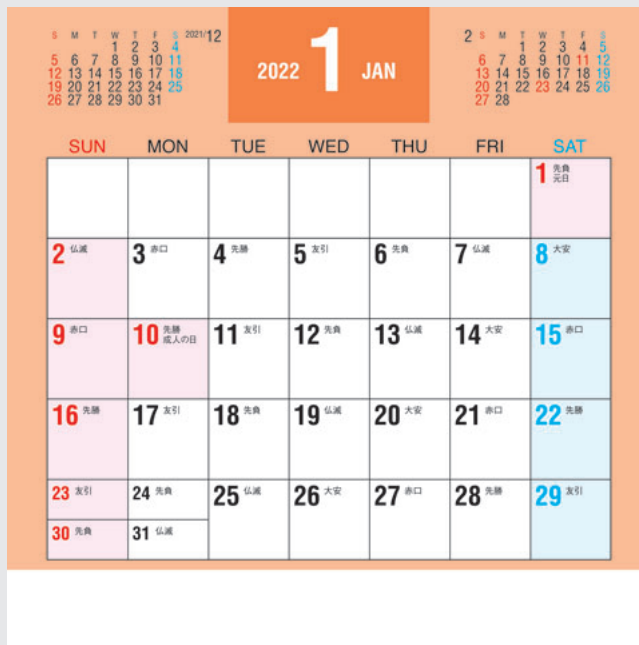 S M T W T F S 2021/12
1 2 3 4
5 6 7 8 9 10 11
12 13 14 15 16 17 18
19 20 21 22 23 24 25
26 27 28 29 30 31
2022 1 JAN
2 S M T W T F S
1 2 3 4 5
6 7 8 9 10 11 12
13 14 15 16 17 18 19
20 21 22 23 24 25 26
27 28
SUN MON TUE WED THU FRI SAT
1 先負
元日
2 仏滅 3 赤口 4 先勝 5 友引 6 先負 7 仏滅 8 大安
9 赤口 10 先勝 11 友引 12 先負 13 仏滅 14 大安 15 赤口
成人の日
16 先勝 17 友引 18 先負 19 仏滅 20 大安 21 赤口 22 先勝
23 友引 24 先負 25 仏滅 26 大安 27 赤口 28 先勝 29 友引
30 先負 31 仏滅